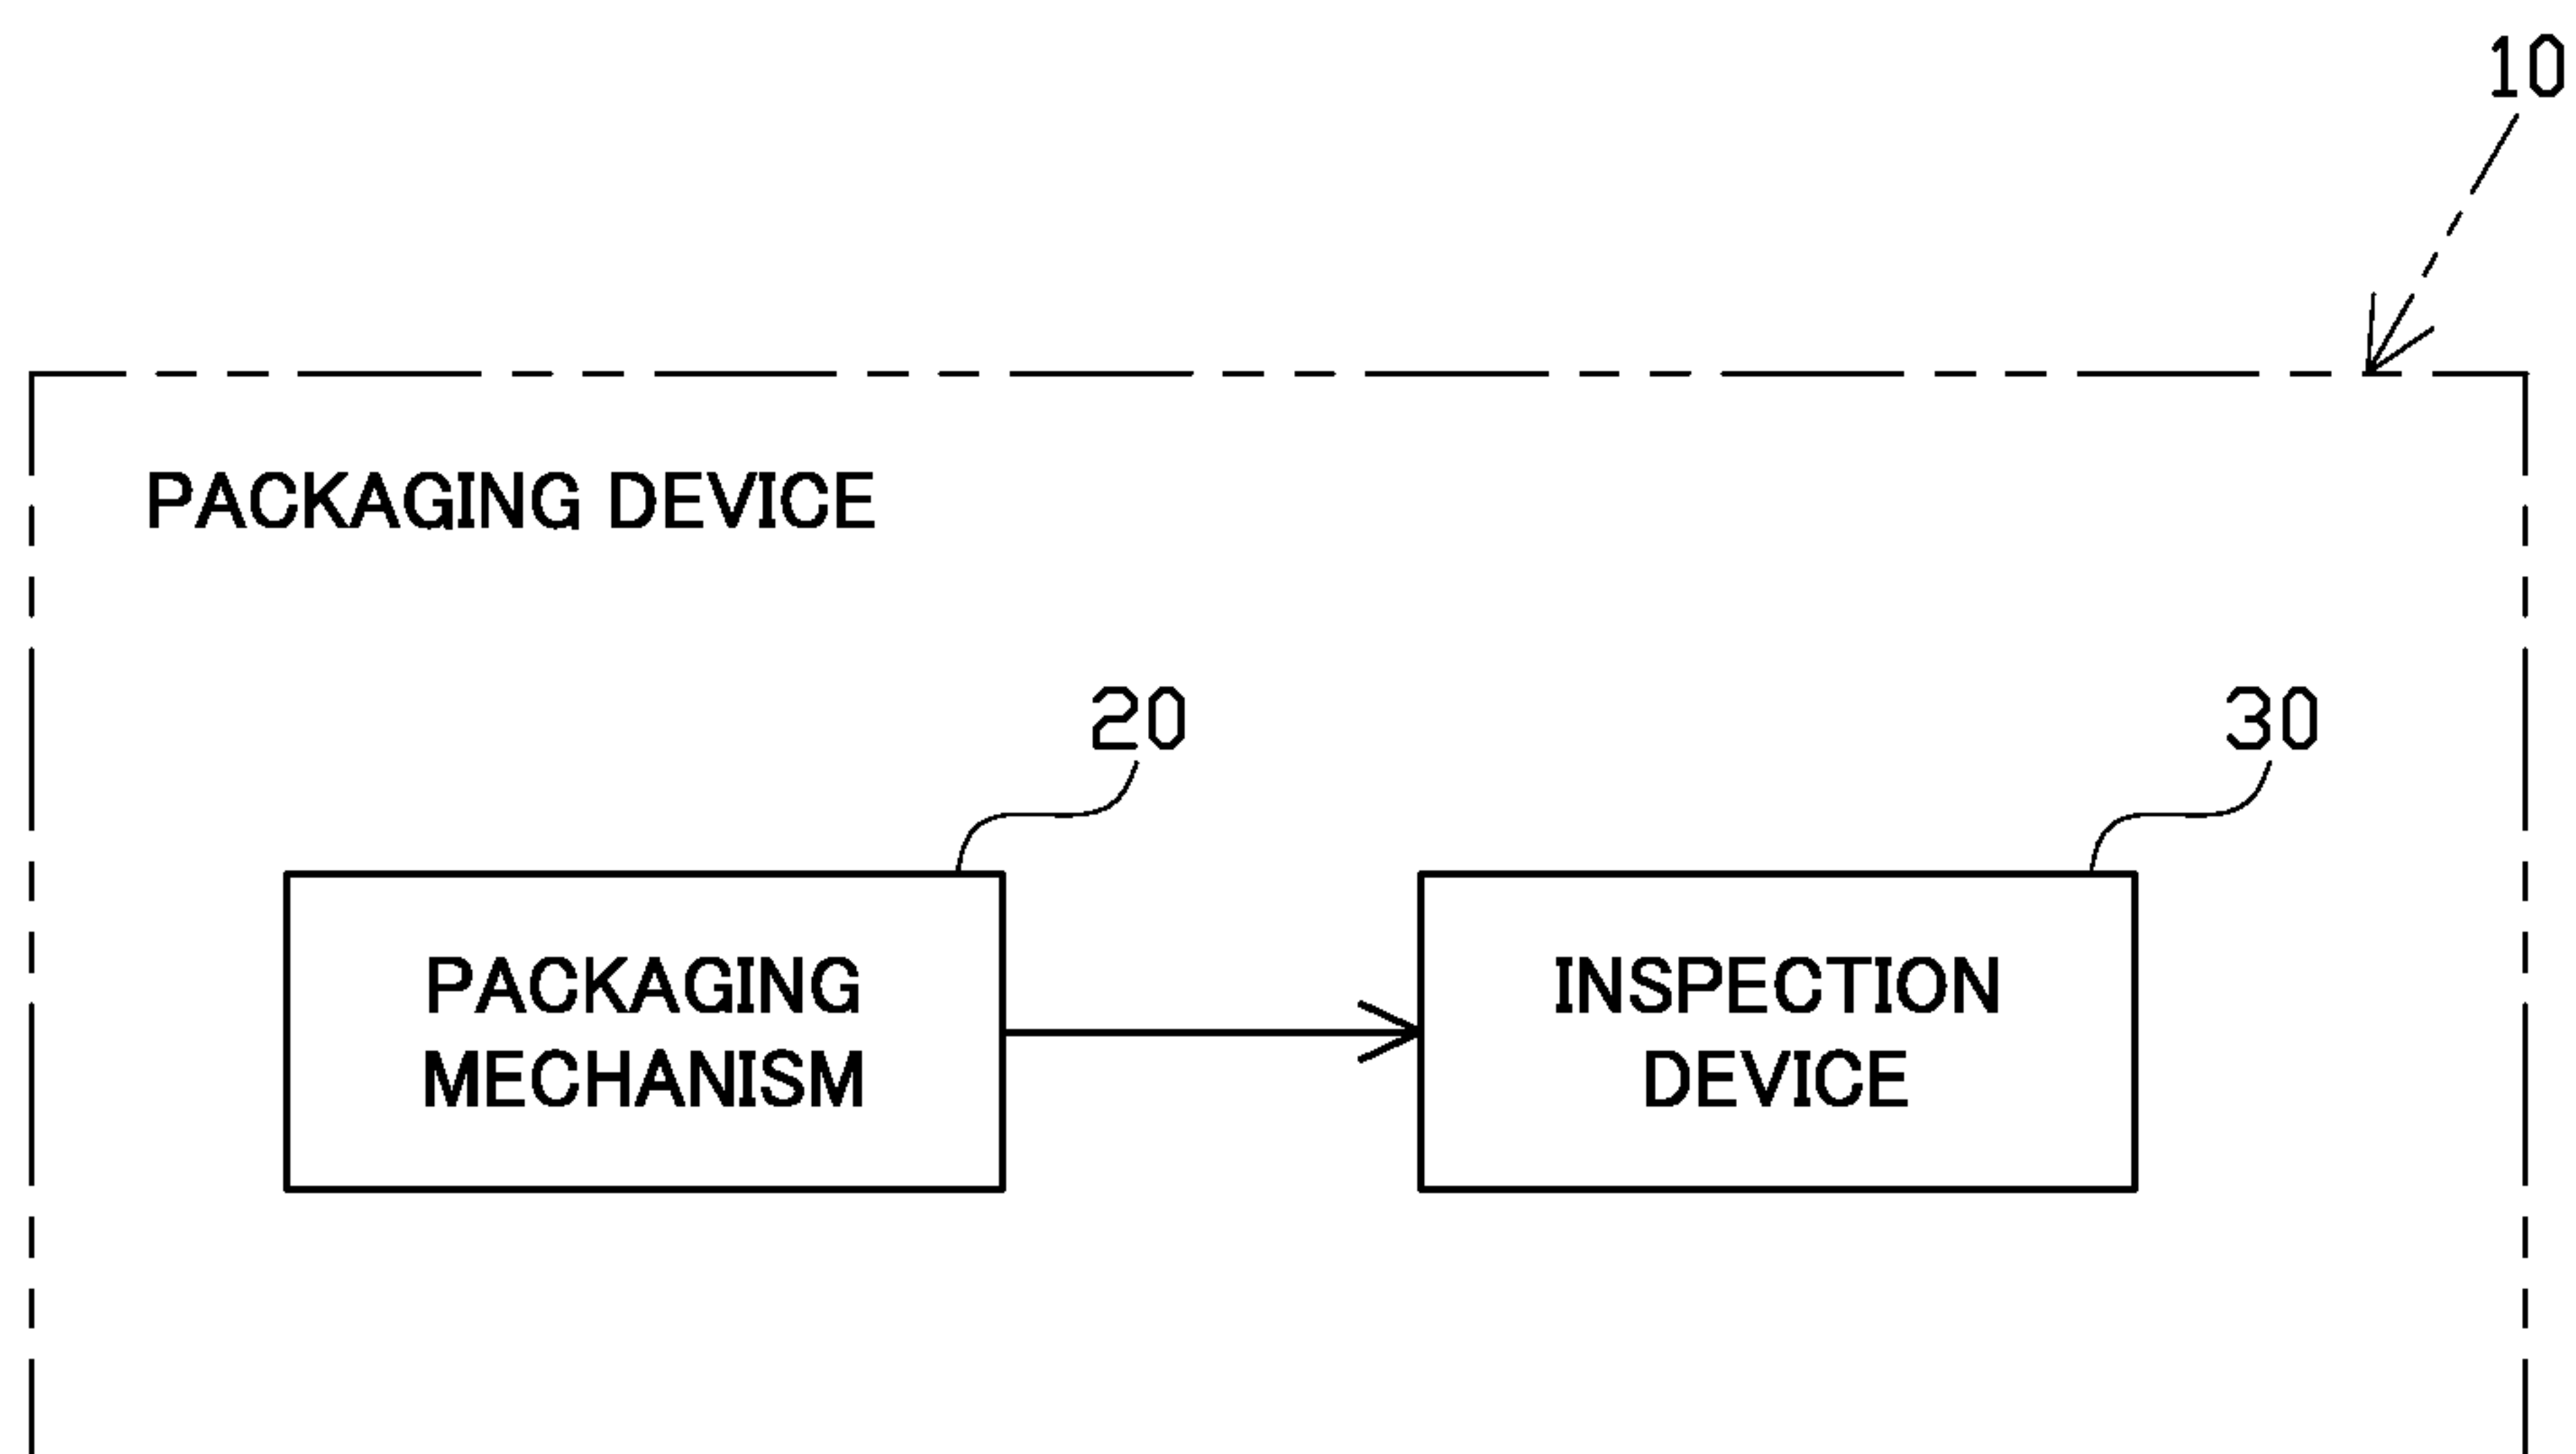 10
PACKAGING DEVICE
20
30
PACKAGING
MECHANISM
INSPECTION
DEVICE